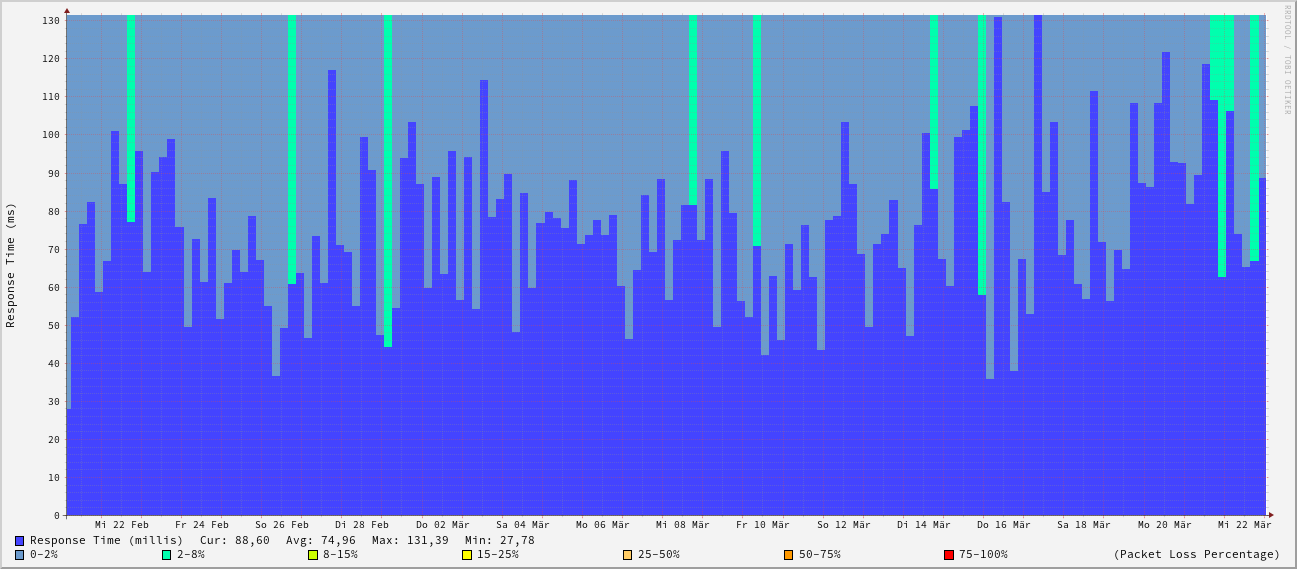 130
120
110
100
90
80
70
60
50
40
30
20
10
0
Response Time (ms)
RRDTOOL / TOBI OETIKER
Mi 22 Feb Fr 24 Feb So 26 Feb Di 28 Feb Do 02 Mär Sa 04 Mär Mo 06 Mär Mi 08 Mär Fr 10 Mär So 12 Mär Di 14 Mär Do 16 Mär Sa 18 Mär Mo 20 Mär Mi 22 Mär
Response Time (millis) Cur: 88,60 Avg: 74,96 Max: 131,39 Min: 27,78
0-2% 2-8% 8-15% 15-25% 25-50% 50-75% 75-100% (Packet Loss Percentage)